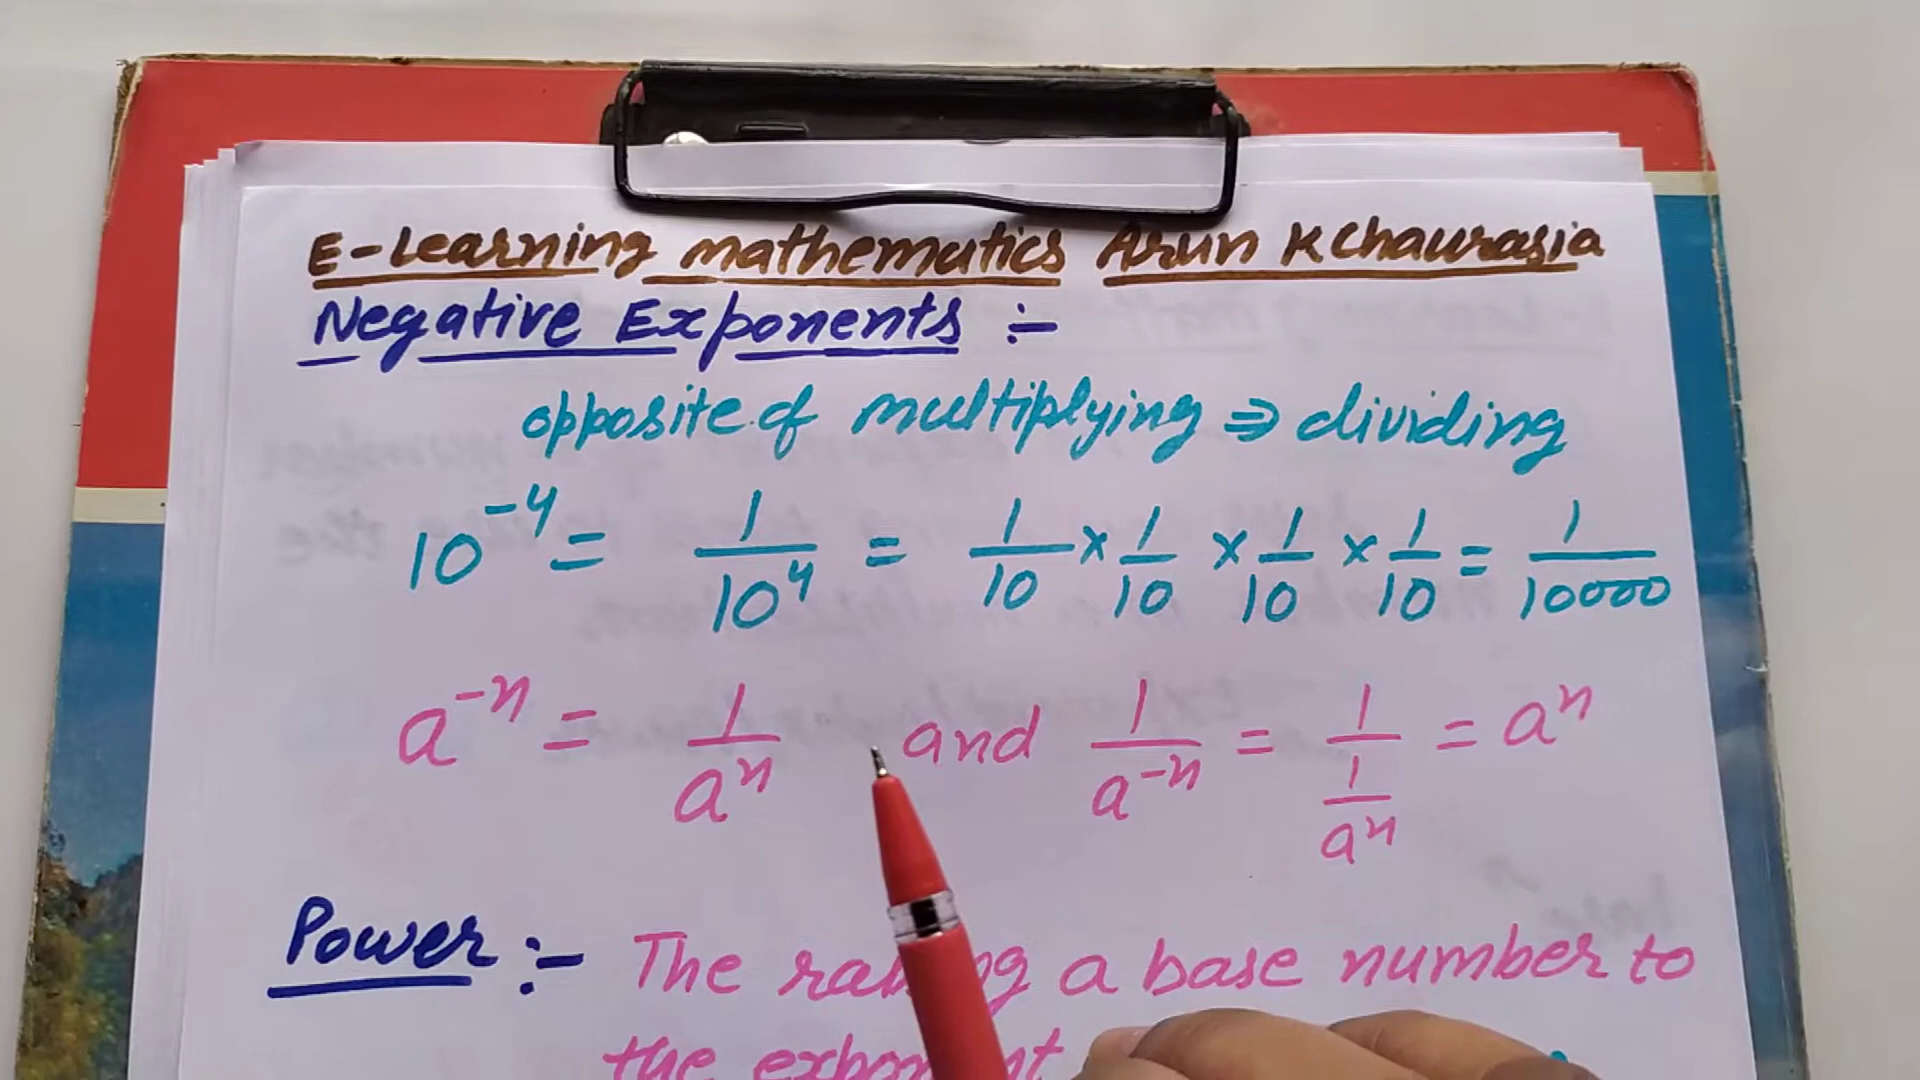 E-Learning mathematics Arun K Chaurasia
Negative Exponents :-
opposite of multiplying ⇒ dividing
10⁻⁴ = 1/10⁴ = 1/10 × 1/10 × 1/10 × 1/10 = 1/10000
a⁻ⁿ = 1/aⁿ and 1/a⁻ⁿ = 1/(1/aⁿ) = aⁿ
Power :- The raising a base number to
the exponent